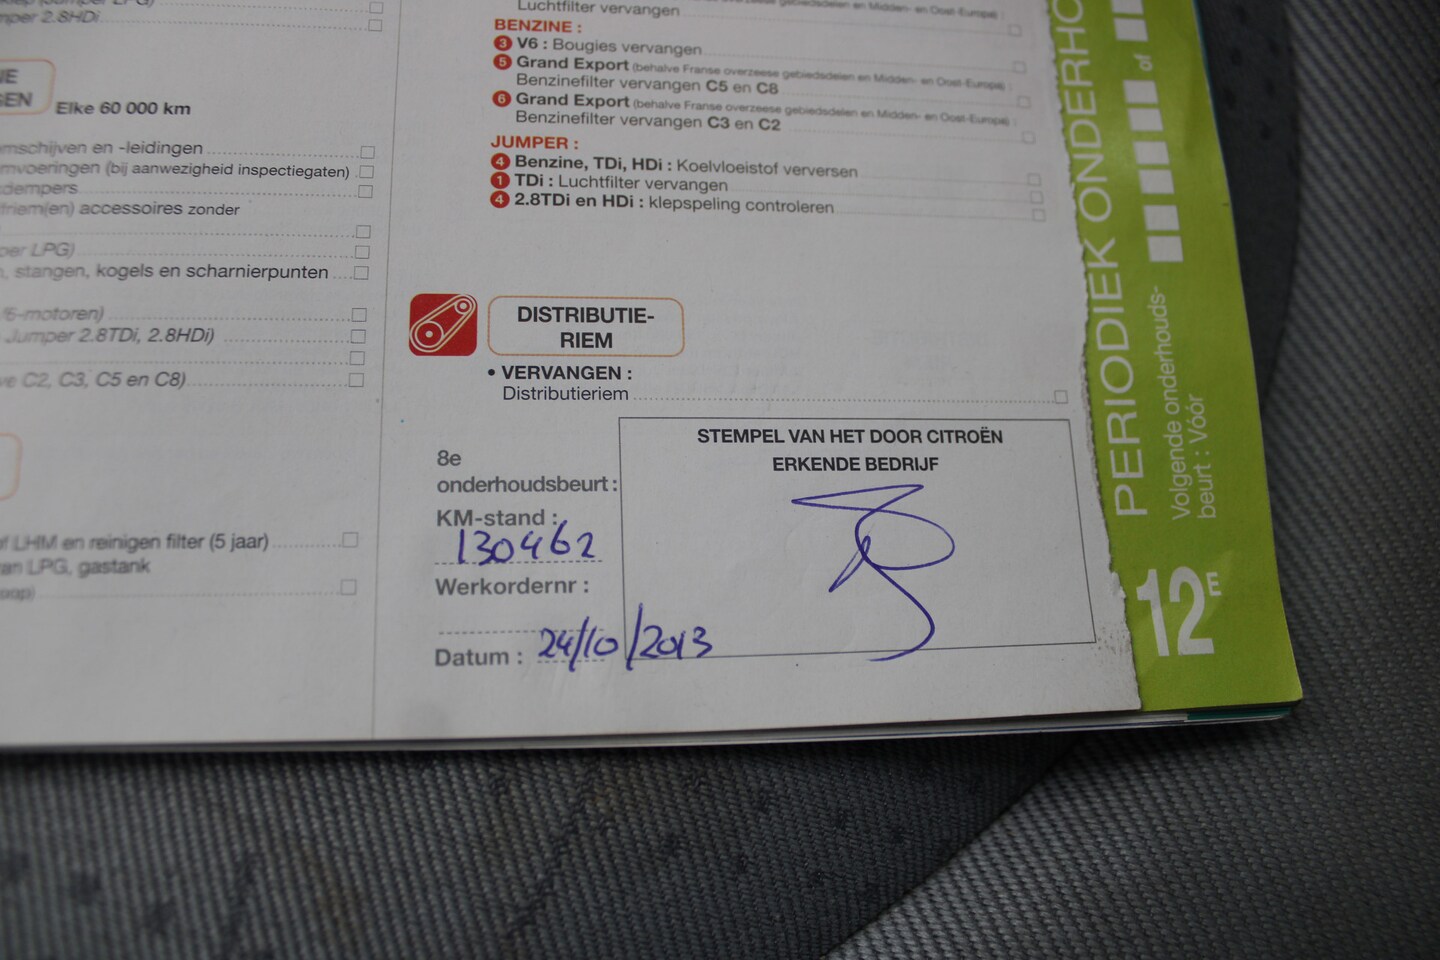 mper 2.8HDi
Elke 60 000 km
mschijven en -leidingen
mvoeringen (bij aanwezigheid inspectiegaten)
dempers
riem(en) accessoires zonder
per LPG)
, stangen, kogels en scharnierpunten
/6-motoren)
Jumper 2.8TDi, 2.8HDi)
ve C2, C3, C5 en C8)
f LHM en reinigen filter (5 jaar)
an LPG, gastank
Luchtfilter vervangen
BENZINE :
3 V6 : Bougies vervangen
5 Grand Export (behalve Franse overzeese gebiedsdelen en Midden- en Oost-Europa) :
Benzinefilter vervangen C5 en C8
6 Grand Export (behalve Franse overzeese gebiedsdelen en Midden- en Oost-Europa) :
Benzinefilter vervangen C3 en C2
JUMPER :
4 Benzine, TDi, HDi : Koelvloeistof verversen
1 TDi : Luchtfilter vervangen
4 2.8TDi en HDi : klepspeling controleren
DISTRIBUTIE-
RIEM
• VERVANGEN :
Distributieriem
8e
onderhoudsbeurt :
KM-stand :
130462
Werkordernr :
Datum : 24/10/2013
STEMPEL VAN HET DOOR CITROËN
ERKENDE BEDRIJF
PERIODIEK ONDERHO
Volgende onderhouds-
beurt : Vóór
of
12E